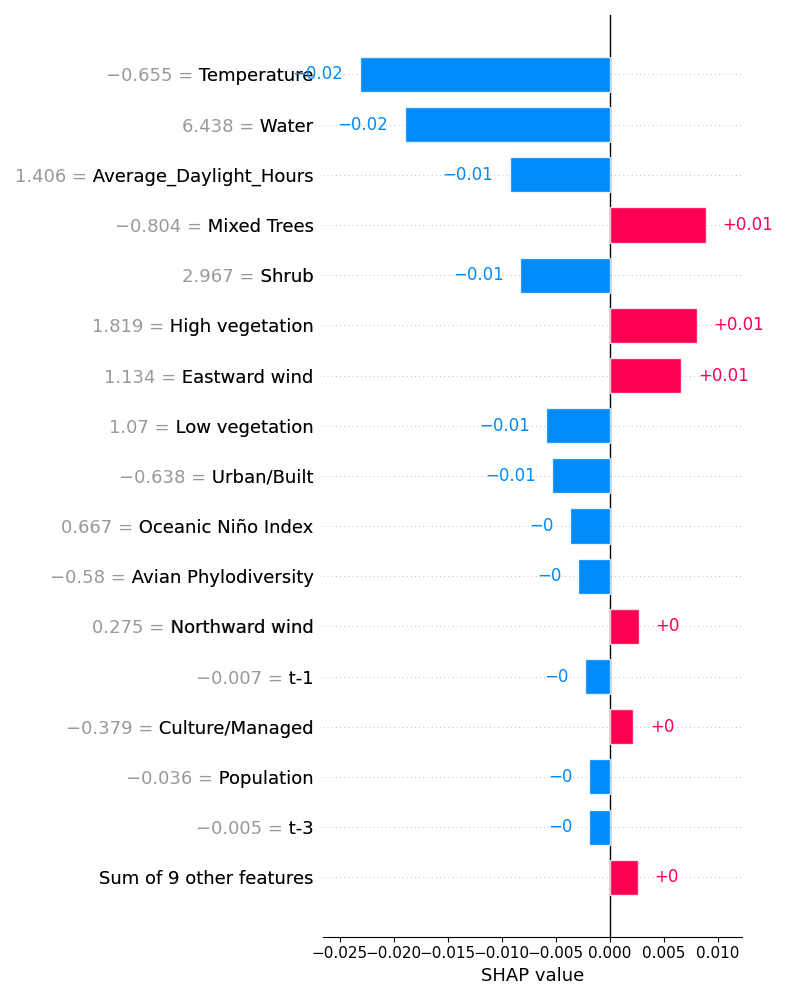 −0.655 = Temperature −0.02
6.438 = Water −0.02
1.406 = Average_Daylight_Hours −0.01
−0.804 = Mixed Trees +0.01
2.967 = Shrub −0.01
1.819 = High vegetation +0.01
1.134 = Eastward wind +0.01
1.07 = Low vegetation −0.01
−0.638 = Urban/Built −0.01
0.667 = Oceanic Niño Index −0
−0.58 = Avian Phylodiversity −0
0.275 = Northward wind +0
−0.007 = t-1 −0
−0.379 = Culture/Managed +0
−0.036 = Population −0
−0.005 = t-3 −0
Sum of 9 other features +0
−0.025 −0.020 −0.015 −0.010 −0.005 0.000 0.005 0.010
SHAP value